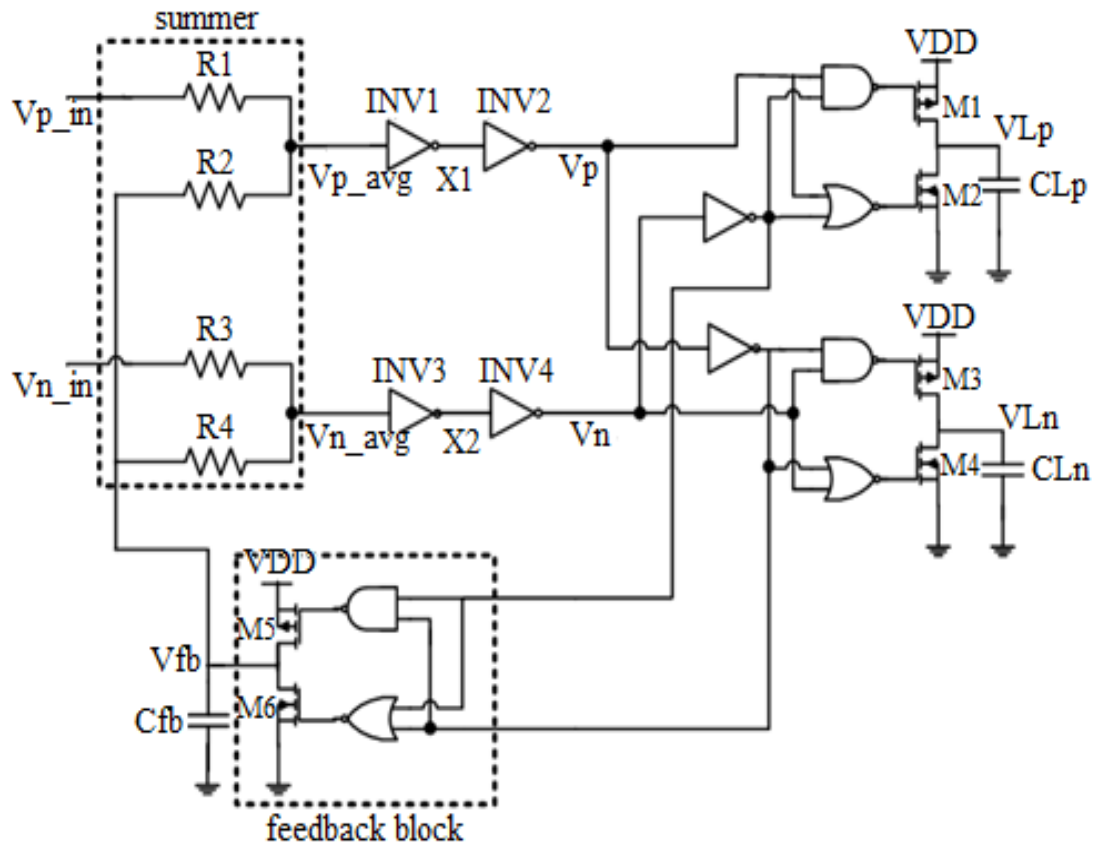 summer
R1
Vp_in
R2
R3
Vn_in
R4
INV1
INV2
Vp_avg
X1
Vp
INV3
INV4
Vn_avg
X2
Vn
VDD
M1
VLp
M2
CLp
VDD
M3
VLn
M4
CLn
VDD
M5
Vfb
M6
Cfb
feedback block